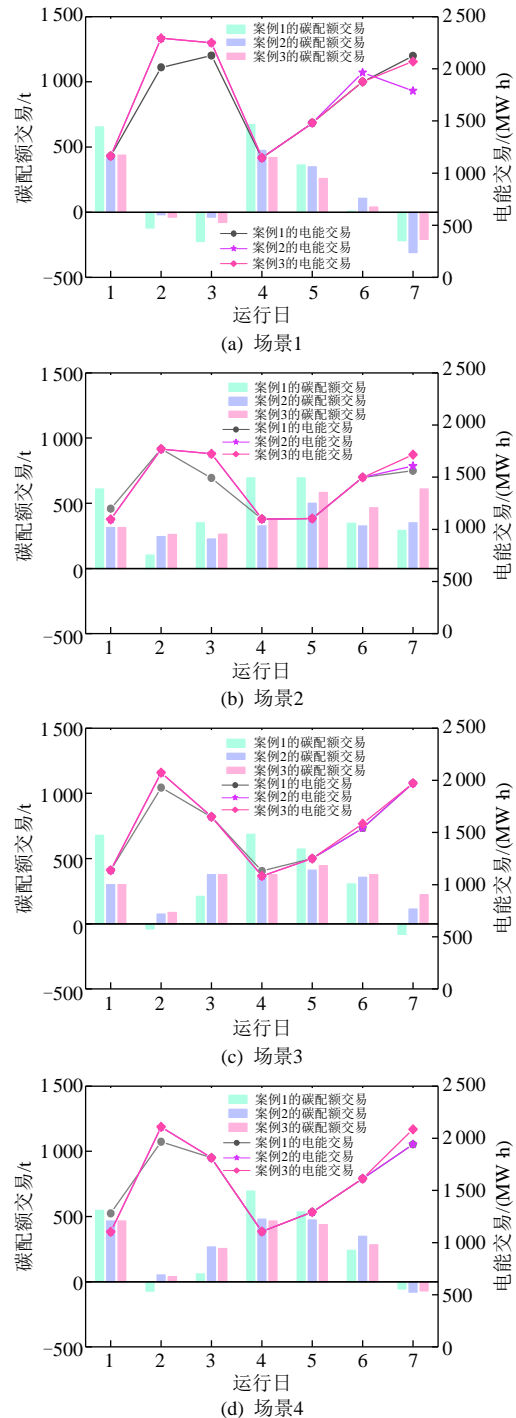 1 500
1 000
500
0
−500
碳配额交易/t
案例1的碳配额交易
案例2的碳配额交易
案例3的碳配额交易
案例1的电能交易
案例2的电能交易
案例3的电能交易
2 500
2 000
1 500
1 000
500
0
电能交易/(MW h)
1 2 3 4 5 6 7
运行日
(a) 场景1
1 500
1 000
500
0
−500
碳配额交易/t
案例1的碳配额交易
案例2的碳配额交易
案例3的碳配额交易
案例1的电能交易
案例2的电能交易
案例3的电能交易
2 500
2 000
1 500
1 000
500
0
电能交易/(MW h)
1 2 3 4 5 6 7
运行日
(b) 场景2
1 500
1 000
500
0
−500
碳配额交易/t
案例1的碳配额交易
案例2的碳配额交易
案例3的碳配额交易
案例1的电能交易
案例2的电能交易
案例3的电能交易
2 500
2 000
1 500
1 000
500
0
电能交易/(MW h)
1 2 3 4 5 6 7
运行日
(c) 场景3
1 500
1 000
500
0
−500
碳配额交易/t
案例1的碳配额交易
案例2的碳配额交易
案例3的碳配额交易
案例1的电能交易
案例2的电能交易
案例3的电能交易
2 500
2 000
1 500
1 000
500
0
电能交易/(MW h)
1 2 3 4 5 6 7
运行日
(d) 场景4